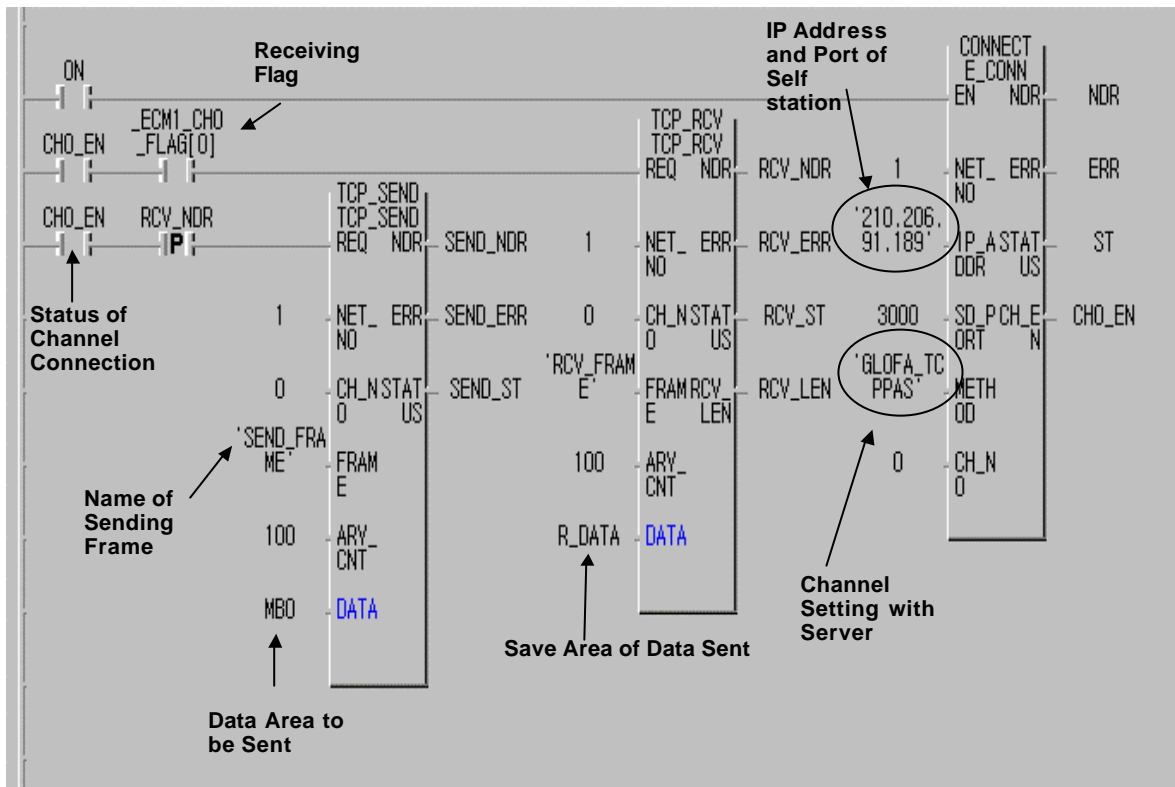 Receiving
Flag
IP Address
and Port of
Self
station
ON
CONNECT
E_CONN
EN NDR NDR
_ECM1_CH0
CH0_EN _FLAG[0]
TCP_RCV
TCP_RCV
REQ NDR RCV_NDR
1 NET_ ERR ERR
NO
CH0_EN RCV_NDR
P
TCP_SEND
TCP_SEND
REQ NDR SEND_NDR
1 NET_ ERR RCV_ERR
NO
'210.206.
91.189' IP_A STAT ST
DDR US
Status of
Channel
Connection
1 NET_ ERR SEND_ERR
NO
0 CH_N STAT RCV_ST
O US
3000 SD_P CH_E CH0_EN
ORT N
0 CH_N STAT SEND_ST
O US
'RCV_FRAM
E' FRAM RCV_ RCV_LEN
E LEN
'GLOFA_TC
PPAS' METH
OD
'SEND_FRA
ME' FRAM
E
100 ARY_
CNT
0 CH_N
O
Name of
Sending
Frame
100 ARY_
CNT
R_DATA DATA
MB0 DATA
Channel
Setting with
Server
Save Area of Data Sent
Data Area to
be Sent